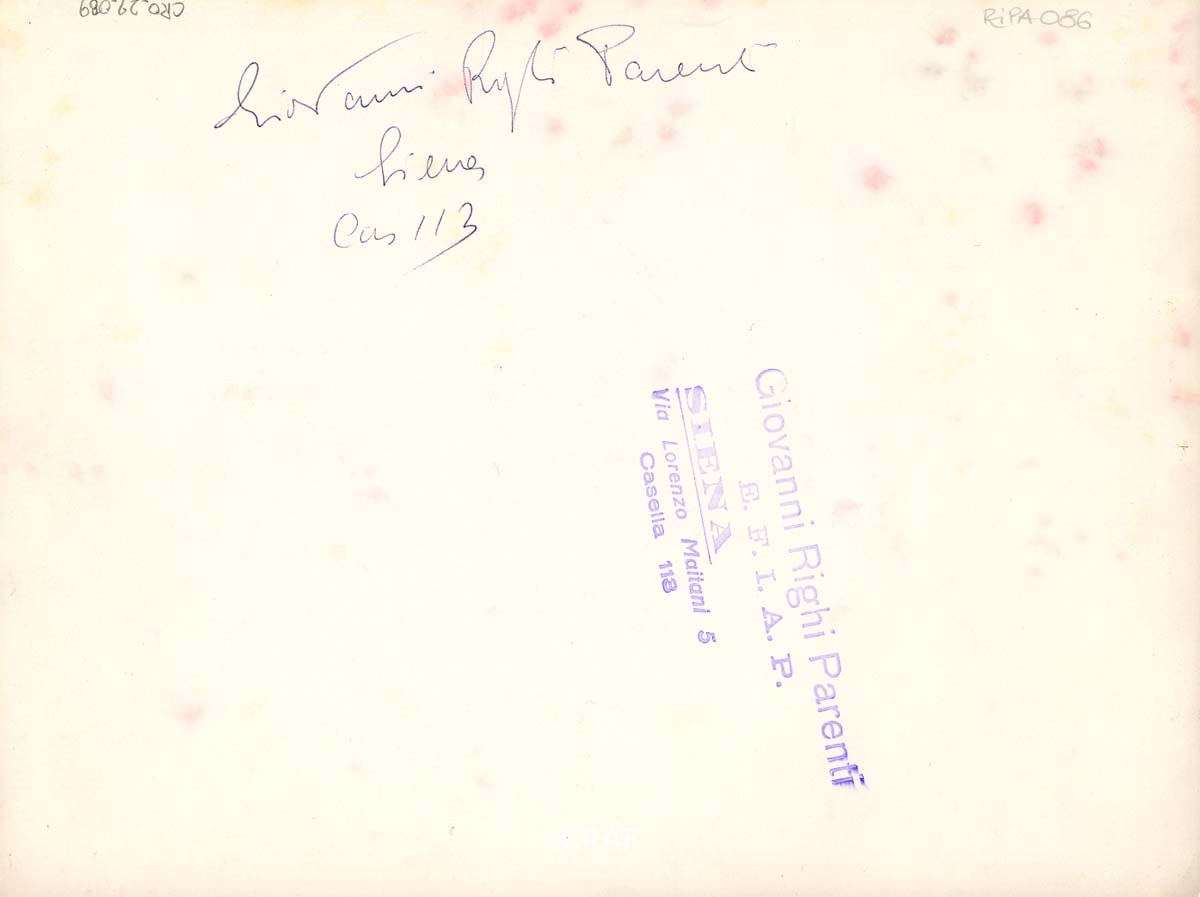 CRO-29-089
RiPA-086
Giovanni Righi Parenti
Siena
Cas 113
Giovanni Righi Parenti
E. F. I. A. P.
SIENA
Via Lorenzo Maitani 5
Casella 113
CRAF